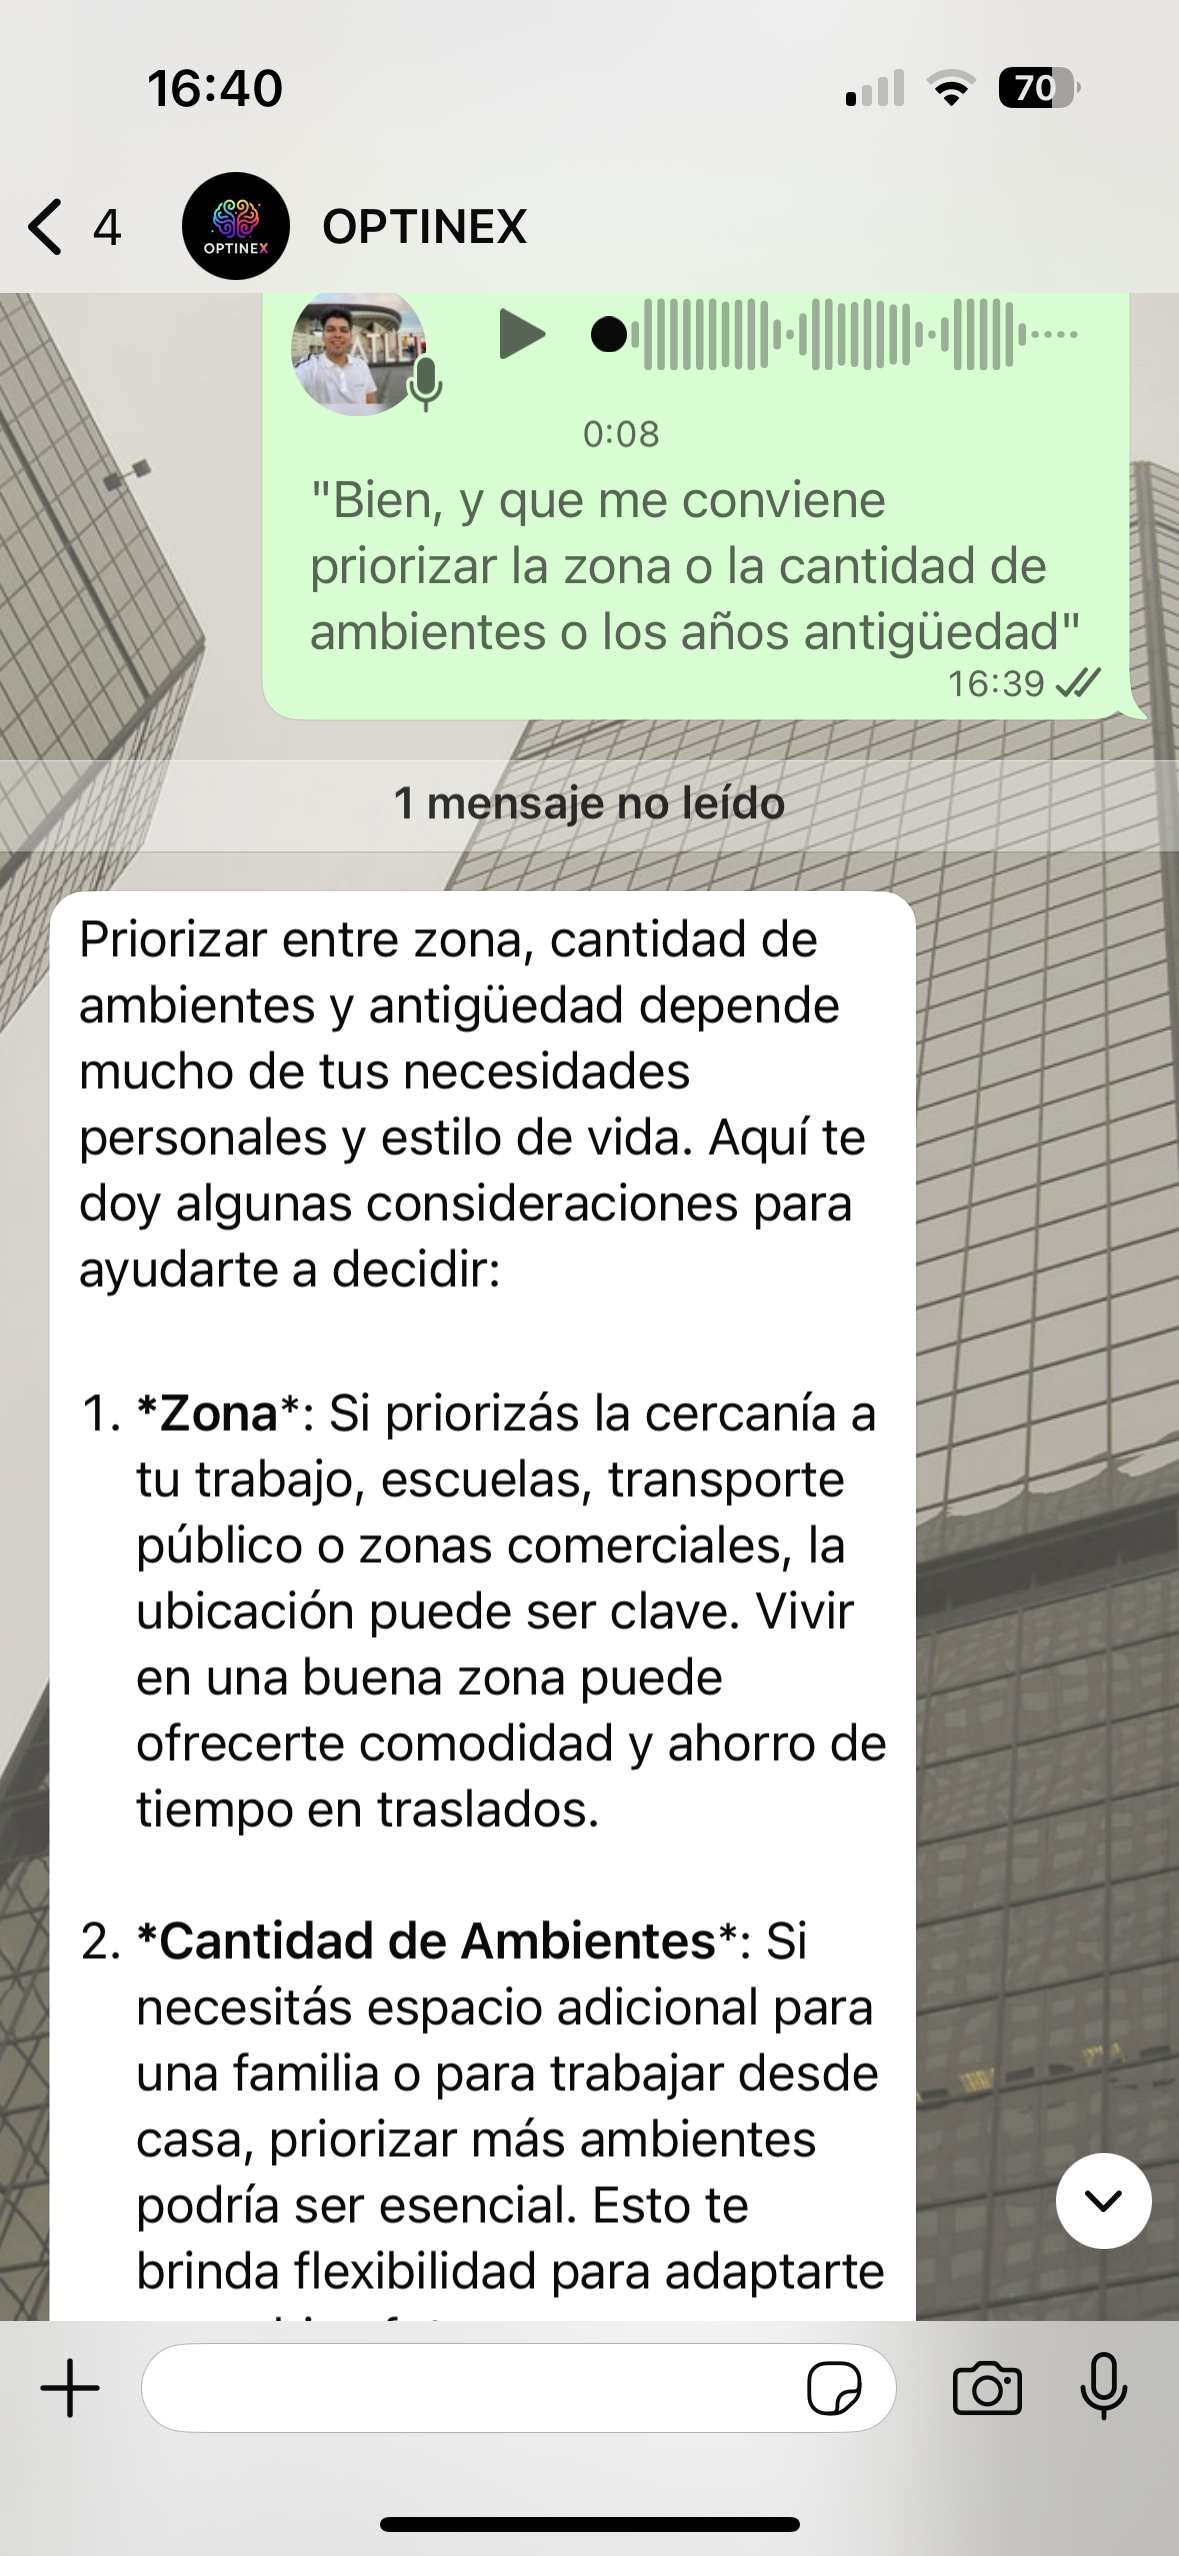 16:40
70
4
OPTINEX
OPTINEX
0:08
"Bien, y que me conviene
priorizar la zona o la cantidad de
ambientes o los años antigüedad"
16:39
1 mensaje no leído
Priorizar entre zona, cantidad de
ambientes y antigüedad depende
mucho de tus necesidades
personales y estilo de vida. Aquí te
doy algunas consideraciones para
ayudarte a decidir:
1. *Zona*: Si priorizás la cercanía a
tu trabajo, escuelas, transporte
público o zonas comerciales, la
ubicación puede ser clave. Vivir
en una buena zona puede
ofrecerte comodidad y ahorro de
tiempo en traslados.
2. *Cantidad de Ambientes*: Si
necesitás espacio adicional para
una familia o para trabajar desde
casa, priorizar más ambientes
podría ser esencial. Esto te
brinda flexibilidad para adaptarte